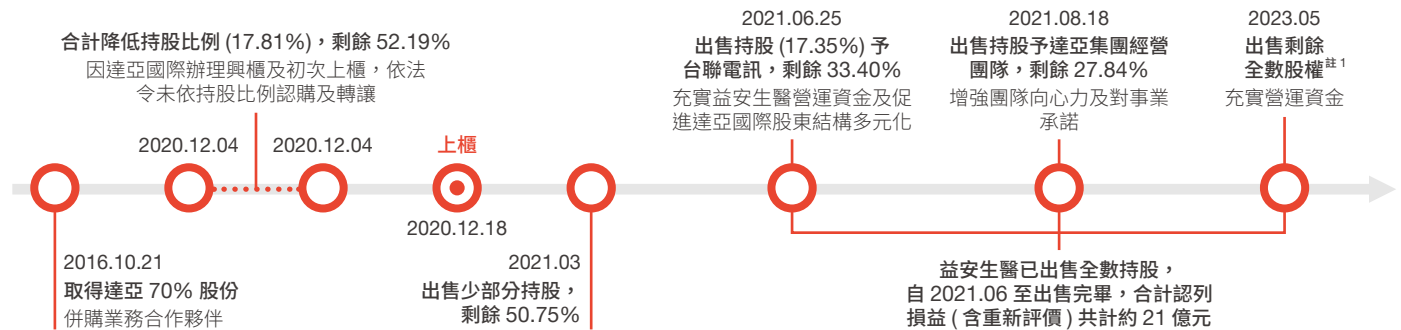 合計降低持股比例 (17.81%)，剩餘 52.19%
因達亞國際辦理興櫃及初次上櫃，依法
令未依持股比例認購及轉讓
2020.12.04
2020.12.04
上櫃
2020.12.18
2016.10.21
取得達亞 70% 股份
併購業務合作夥伴
2021.03
出售少部分持股，
剩餘 50.75%
2021.06.25
出售持股 (17.35%) 予
台聯電訊，剩餘 33.40%
充實益安生醫營運資金及促
進達亞國際股東結構多元化
2021.08.18
出售持股予達亞集團經營
團隊，剩餘 27.84%
增強團隊向心力及對事業
承諾
2023.05
出售剩餘
全數股權註 1
充實營運資金
益安生醫已出售全數持股，
自 2021.06 至出售完畢，合計認列
損益 ( 含重新評價 ) 共計約 21 億元